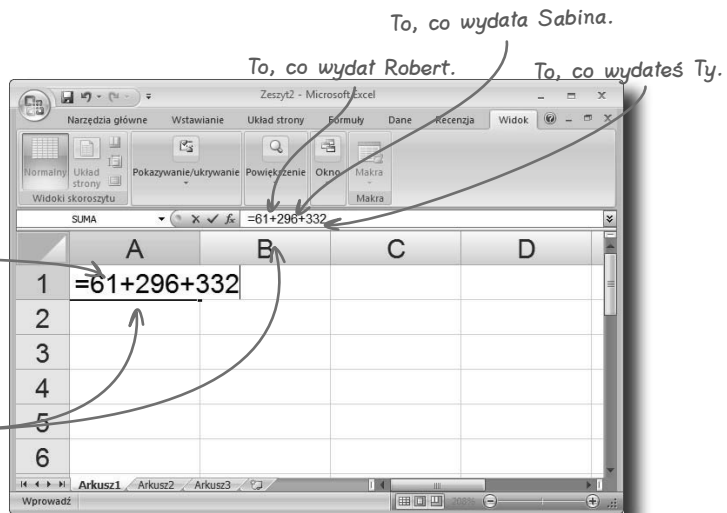 To, co wydała Sabina.
To, co wydał Robert.
To, co wydałeś Ty.
Zeszyt2 - Microsoft Excel
Narzędzia główne Wstawianie Układ strony Formuły Dane Recenzja Widok
Normalny Układ strony Pokazywanie/ukrywanie Powiększenie Okno Makra
Widoki skoroszytu Makra
SUMA =61+296+332
A B C D
1 =61+296+332
2
3
4
5
6
Arkusz1 Arkusz2 Arkusz3
Wprowadź 200%